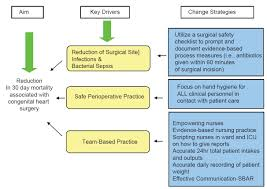 Aim
Key Drivers
Change Strategies
Reduction of Surgical Site)
Infections &
Bacterial Sepsis
Utilize a surgical safety
checklist to prompt and
document evidence-based
process measures (i.e.. antibiotics
given within 60 minutes
of surgical incision)
Reduction
In 30 day mortality
associated with
congenital heart
surgery.
Safe Perioperative Practice
Focus on hand hygiene for
ALL clinical personnel in
contact with patient care
Team-Based Practice
Empowering nurses
Evidence-based nursing practice
Scripting nurses in ward and ICU
on how to give reports
Accurate 24hr total patient intakes
and outputs
Accurate daily recording of patient
weight
Effective Communication-SBAR